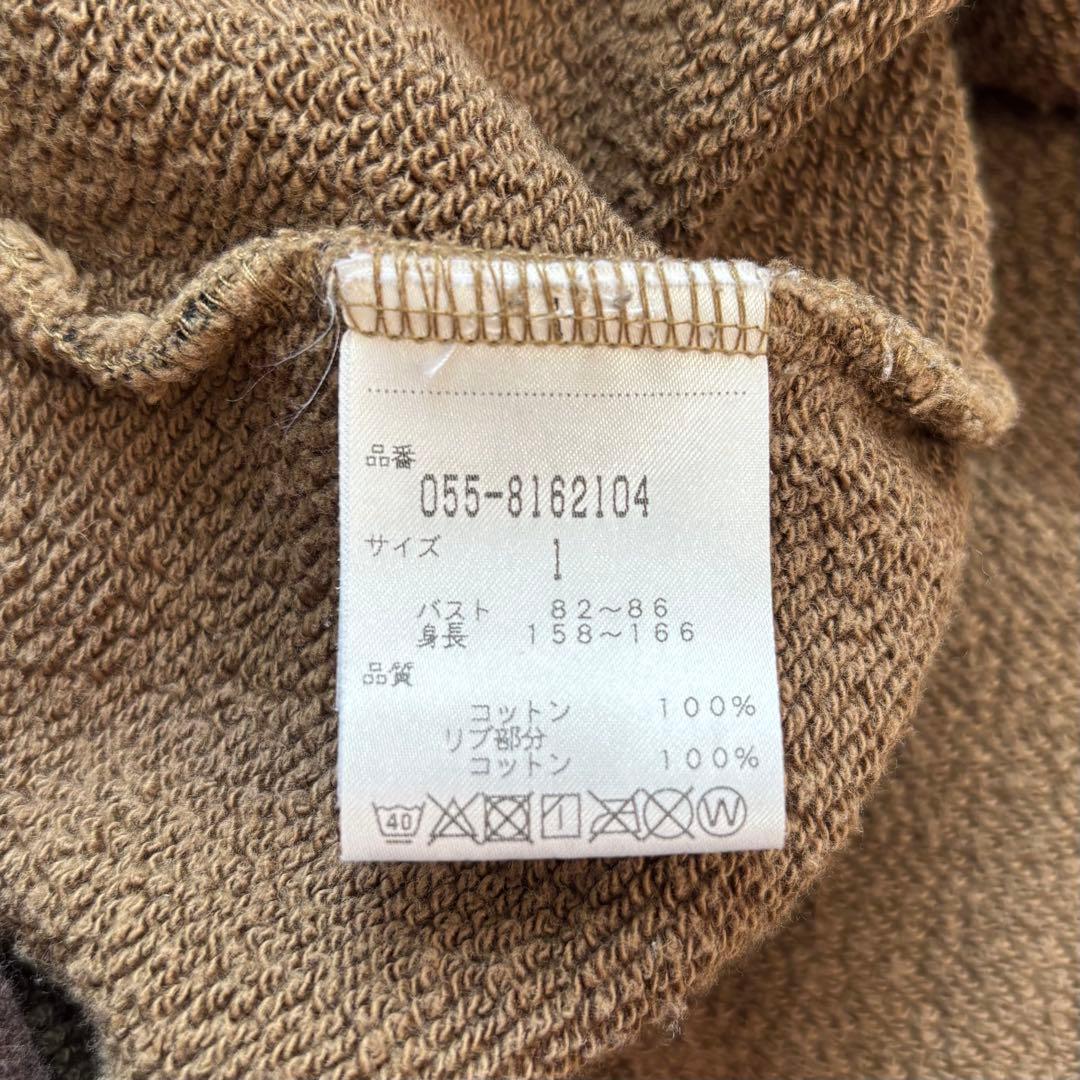 品番
055-8162104
サイズ 1
バスト 82～86
身長 158～166
品質
コットン 100%
リブ部分
コットン 100%
40 W